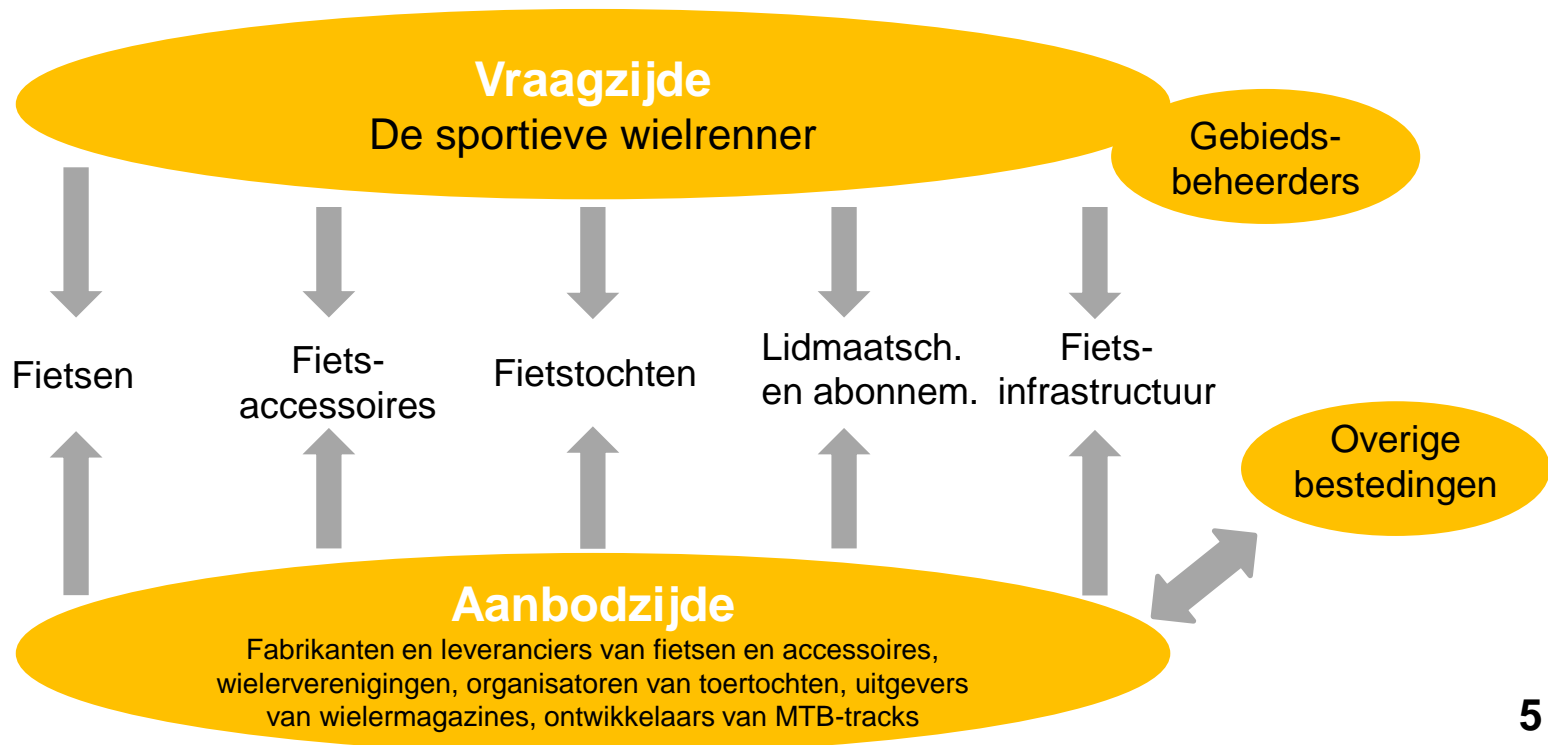 Vraagzijde
De sportieve wielrenner
Gebieds-
beheerders
Fietsen
Fiets-
accessoires
Fietstochten
Lidmaatsch.
en abonnem.
Fiets-
infrastructuur
Overige
bestedingen
Aanbodzijde
Fabrikanten en leveranciers van fietsen en accessoires,
wielerverenigingen, organisatoren van toertochten, uitgevers
van wielermagazines, ontwikkelaars van MTB-tracks
5